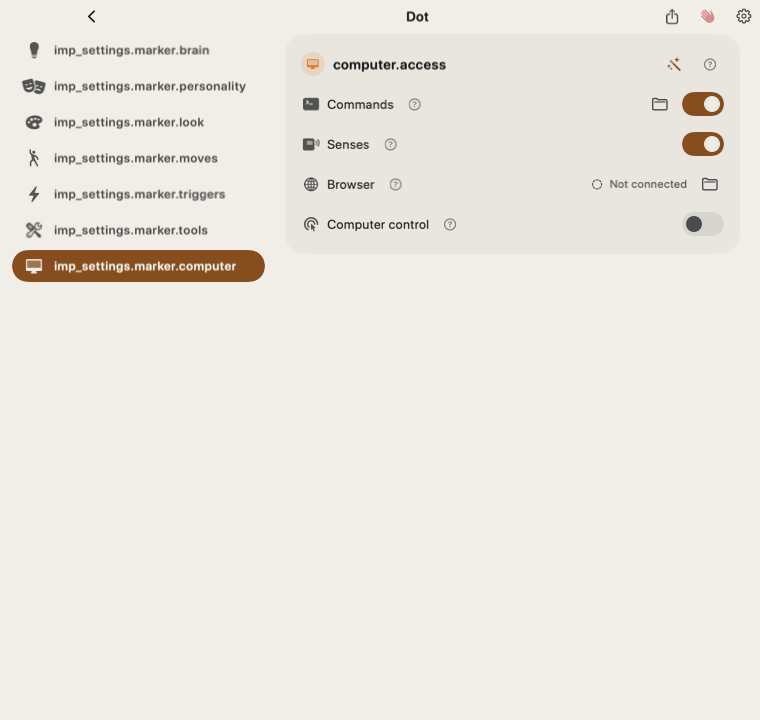 Dot
imp_settings.marker.brain
imp_settings.marker.personality
imp_settings.marker.look
imp_settings.marker.moves
imp_settings.marker.triggers
imp_settings.marker.tools
imp_settings.marker.computer
computer.access
Commands
Senses
Browser
Not connected
Computer control